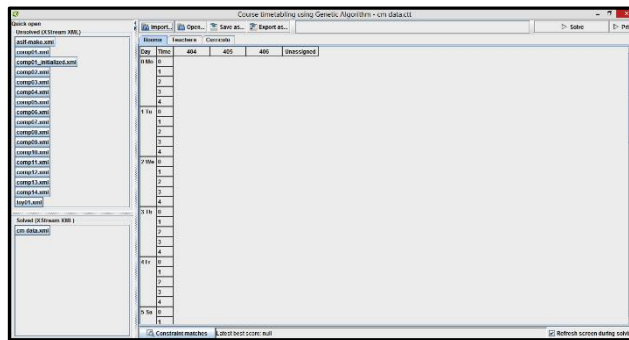 Course timetabling using Genetic Algorithm - cm data.ctt
Quick open
Unsolved (XStream XML)
comp01.xml
comp01_initialized.xml
comp02.xml
comp03.xml
comp04.xml
comp05.xml
comp06.xml
comp07.xml
comp08.xml
comp09.xml
comp10.xml
comp11.xml
comp12.xml
comp13.xml
comp14.xml
toy01.xml
Solved (XStream XML)
cm data.xml
Import... Open... Save as... Export as... Solve
Rooms Teachers Curricula
Day Time 404 405 406 Unassigned
0 Mo 0
1
2
3
4
1 Tu 0
1
2
3
4
2 We 0
1
2
3
4
3 Th 0
1
2
3
4
4 Fr 0
1
2
3
4
5 Sa 0
1
Constraint matches Latest best score: null Refresh screen during solvi